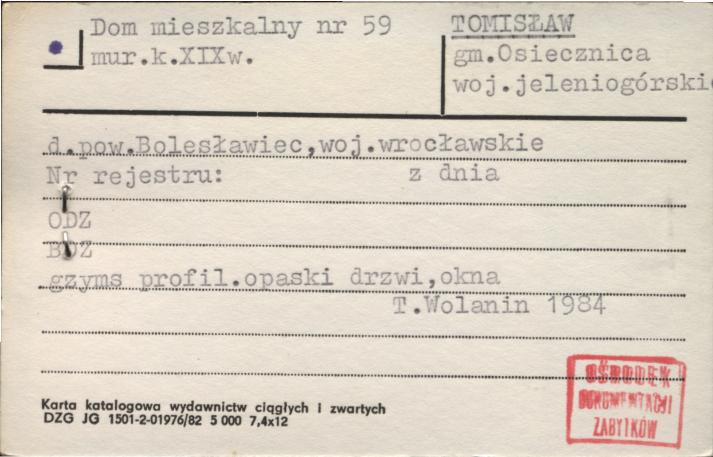 Dom mieszkalny nr 59
mur.k.XIXw.
TOMISŁAW
gm.Osiecznica
woj.jeleniogórski
d.pow.Bolesławiec,woj.wrocławskie
Nr rejestru: z dnia
ODZ
BDZ
gzyms profil.opaski drzwi,okna
T.Wolanin 1984
Karta katalogowa wydawnictw ciągłych i zwartych
DZG JG 1501-2-01976/82 5 000 7,4x12
OŚRODEK
DOKUMENTACJI
ZABYTKÓW